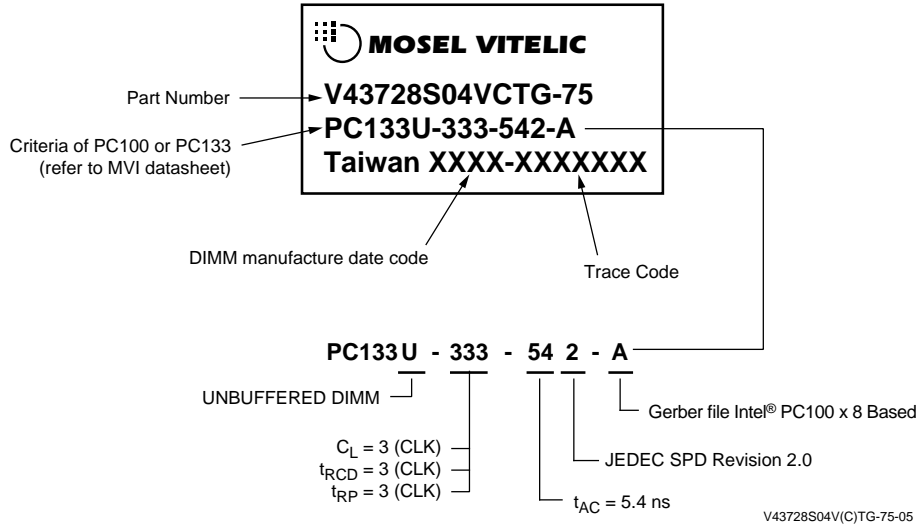 MOSEL VITELIC
Part Number
V43728S04VCTG-75
Criteria of PC100 or PC133
(refer to MVI datasheet)
PC133U-333-542-A
Taiwan XXXX-XXXXXXX
DIMM manufacture date code
Trace Code
PC133 U - 333 - 54 2 - A
UNBUFFERED DIMM
Gerber file Intel® PC100 x 8 Based
CL = 3 (CLK)
tRCD = 3 (CLK)
tRP = 3 (CLK)
JEDEC SPD Revision 2.0
tAC = 5.4 ns
V43728S04V(C)TG-75-05